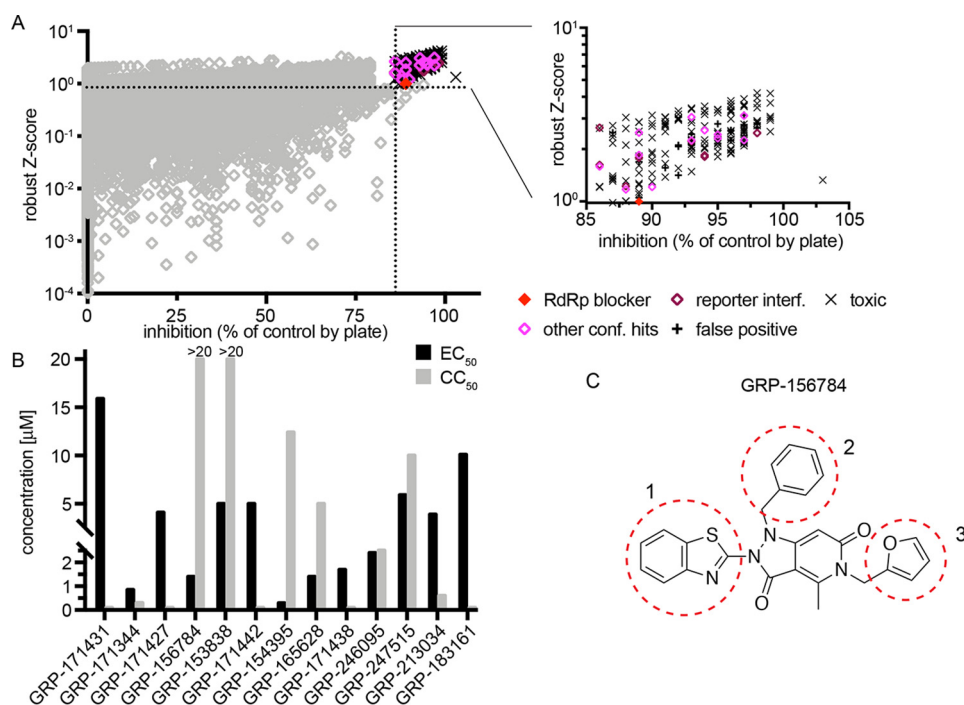 A
robust Z-score
10¹
10⁰
10⁻¹
10⁻²
10⁻³
10⁻⁴
0 25 50 75 100
inhibition (% of control by plate)
robust Z-score
10¹
10⁰
85 90 95 100 105
inhibition (% of control by plate)
RdRp blocker
reporter interf.
toxic
other conf. hits
false positive
B
concentration [µM]
20
15
10
5
2
1
0
>20 >20
EC₅₀
CC₅₀
GRP-171431
GRP-171344
GRP-171427
GRP-156784
GRP-153838
GRP-171442
GRP-154395
GRP-165628
GRP-171438
GRP-246095
GRP-247515
GRP-213034
GRP-183161
C
GRP-156784
1
2
3
S
N
N
N
O
O
N
O